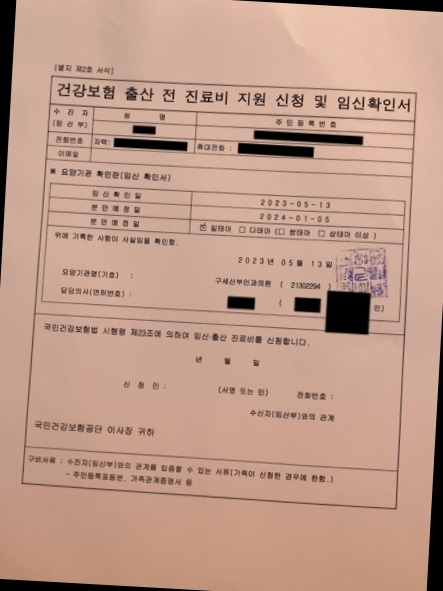 [별지 제2호 서식]
건강보험 출산 전 진료비 지원 신청 및 임신확인서
수 진 자
(임 산 부)
성 명
주 민 등 록 번 호
전화번호
자택:
휴대전화 :
이메일
※ 요양기관 확인란(임신 확인서)
임 신 확 인 일
2023-05-13
분 만 예 정 일
2024-01-05
분 만 예 정 일
일태아 □ 다태아 (□ 쌍태아 □ 삼태아 이상 )
위에 기록한 사항이 사실임을 확인함.
2023년 05월 13일
요양기관명(기호) :
구세산부인과의원 ( 21302294 )
담당의사(면허번호) :
( 인)
국민건강보험법 시행령 제23조에 의하여 임신·출산 진료비를 신청합니다.
년 월 일
신 청 인 : (서명 또는 인) 전화번호 :
수신자(임산부)와의 관계
국민건강보험공단 이사장 귀하
구비서류 : 수진자(임산부)와의 관계를 입증할 수 있는 서류(가족이 신청한 경우에 한함.)
- 주민등록표등본, 가족관계증명서 등